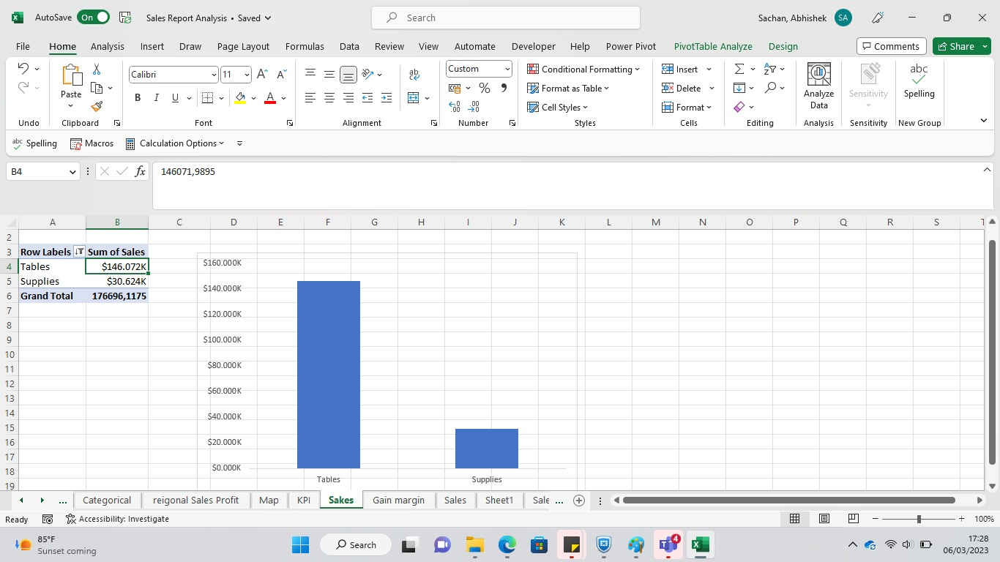 AutoSave On Sales Report Analysis • Saved Search Sachan, Abhishek SA
File Home Analysis Insert Draw Page Layout Formulas Data Review View Automate Developer Help Power Pivot PivotTable Analyze Design Comments Share
Paste Calibri 11 Custom Conditional Formatting Insert
B I U A Format as Table Delete Analyze Data Sensitivity abc Spelling
Cell Styles Format
Undo Clipboard Font Alignment Number Styles Cells Editing Analysis Sensitivity New Group
abc Spelling Macros Calculation Options
B4 fx 146071,9895
A B C D E F G H I J K L M N O P Q R S T
2
3 Row Labels Sum of Sales
4 Tables $146.072K
5 Supplies $30.624K
6 Grand Total 176696,1175
7
8
9
10
11
12
13
14
15
16
17
18
19
$160.000K
$140.000K
$120.000K
$100.000K
$80.000K
$60.000K
$40.000K
$20.000K
$0.000K
Tables Supplies
... Categorical reigonal Sales Profit Map KPI Sakes Gain margin Sales Sheet1 Sale ...
Ready Accessibility: Investigate 100%
85°F
Sunset coming
Search
4
17:28
06/03/2023